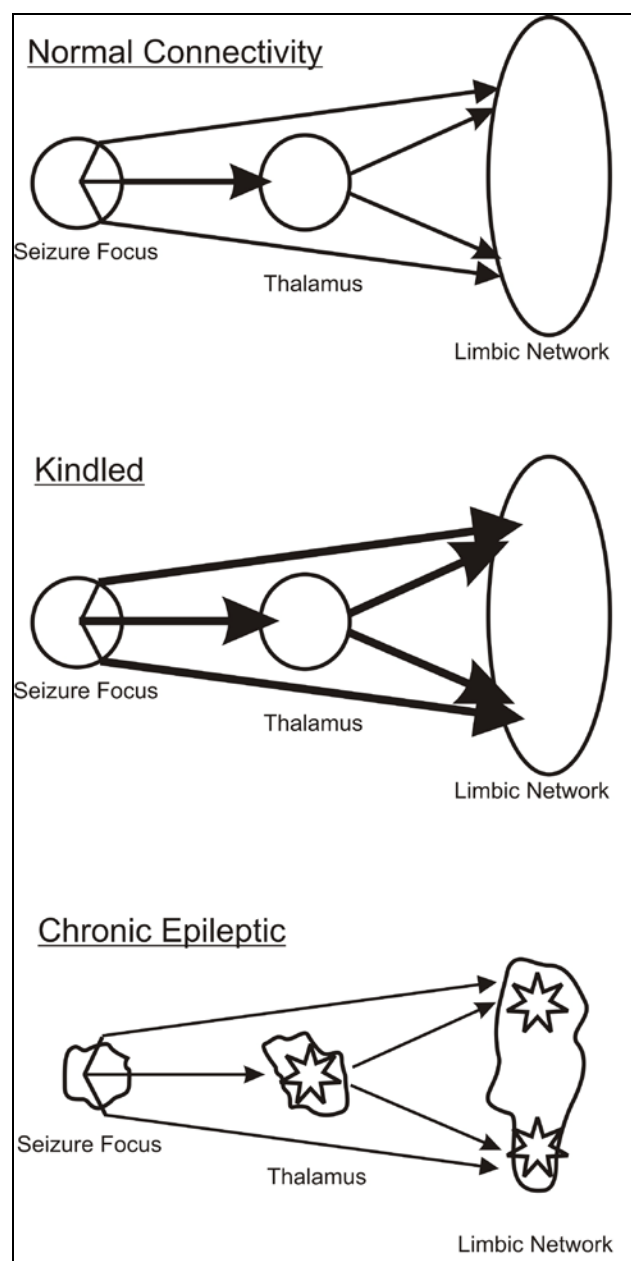 Normal Connectivity
Seizure Focus
Thalamus
Limbic Network
Kindled
Seizure Focus
Thalamus
Limbic Network
Chronic Epileptic
Seizure Focus
Thalamus
Limbic Network